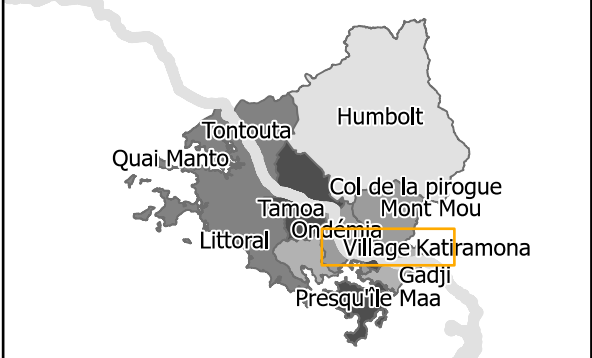 Humbolt
Tontouta
Quai Manto
Col de la pirogue
Tamoa
Mont Mou
Ondémia
Littoral
Village Katiramona
Gadji
Presqu'île Maa